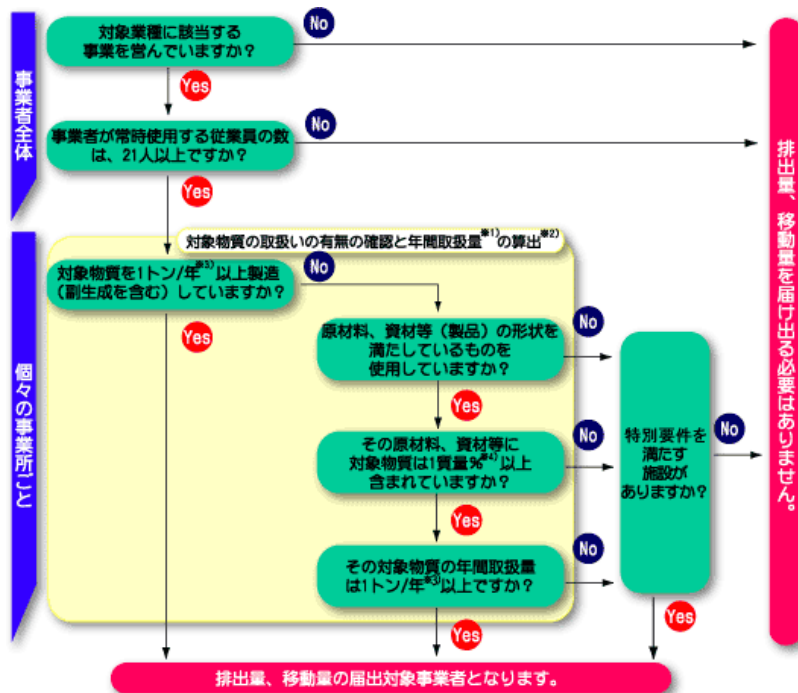 対象業種に該当する
事業を営んでいますか？
No
Yes
事業者全体
事業者が常時使用する従業員の数
は、21人以上ですか？
No
Yes
対象物質の取扱いの有無の確認と年間取扱量※1)の算出※2)
対象物質を1トン/年※3)以上製造
（副生成を含む）していますか？
No
Yes
原材料、資材等（製品）の形状を
満たしているものを
使用していますか？
No
Yes
個々の事業所ごと
その原材料、資材等に
対象物質は1質量%※4)以上
含まれていますか？
No
Yes
その対象物質の年間取扱量
は1トン/年※3)以上ですか？
No
Yes
特別要件を
満たす
施設が
ありますか？
No
Yes
排出量、移動量を届け出る必要はありません。
排出量、移動量の届出対象事業者となります。